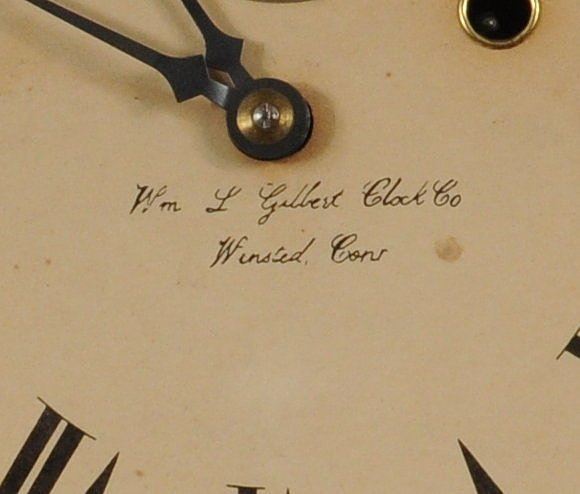 Wm L Gilbert Clock Co
Winsted, Conn